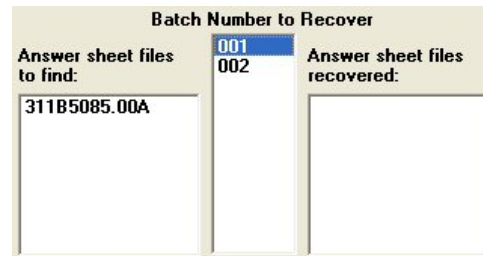 Batch Number to Recover
Answer sheet files
to find:
311B5085.00A
001
002
Answer sheet files
recovered: